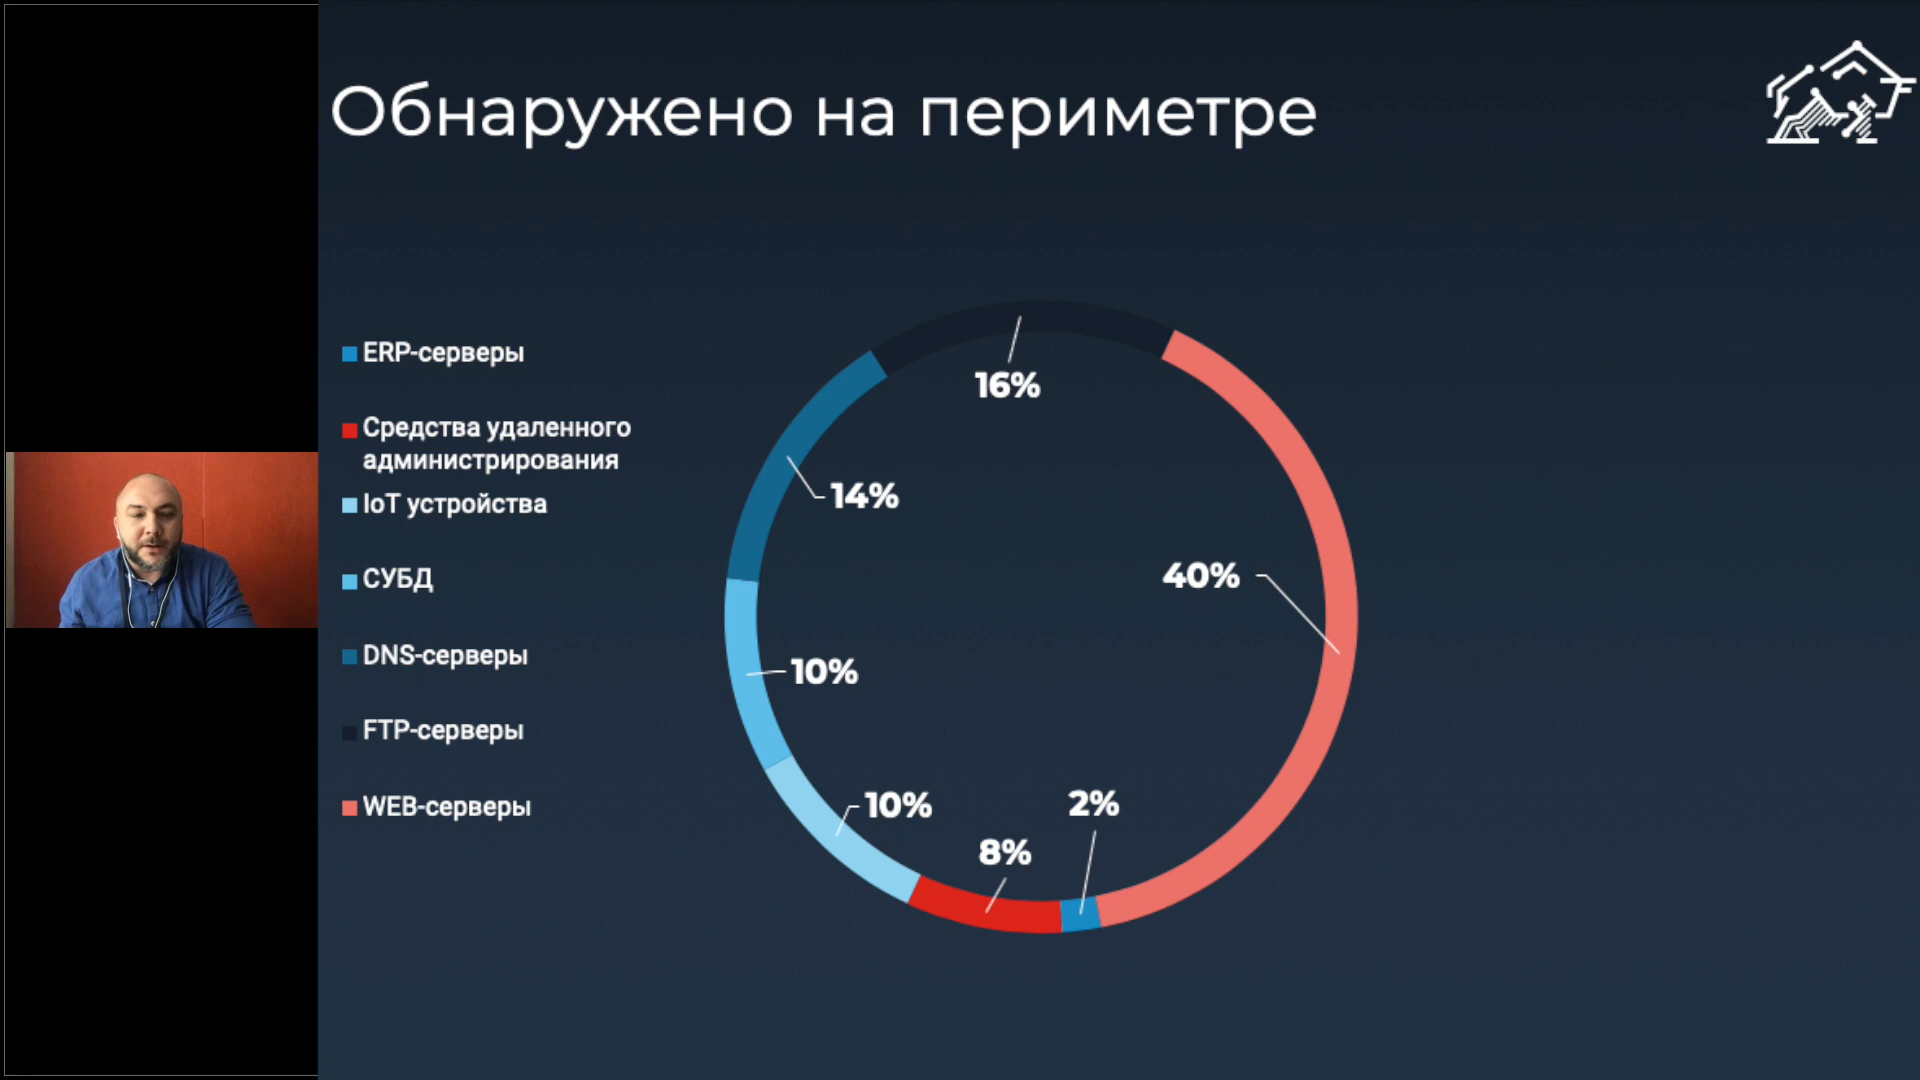 Обнаружено на периметре
ERP-серверы
Средства удаленного
администрирования
IoT устройства
СУБД
DNS-серверы
FTP-серверы
WEB-серверы
16%
14%
40%
10%
10%
2%
8%